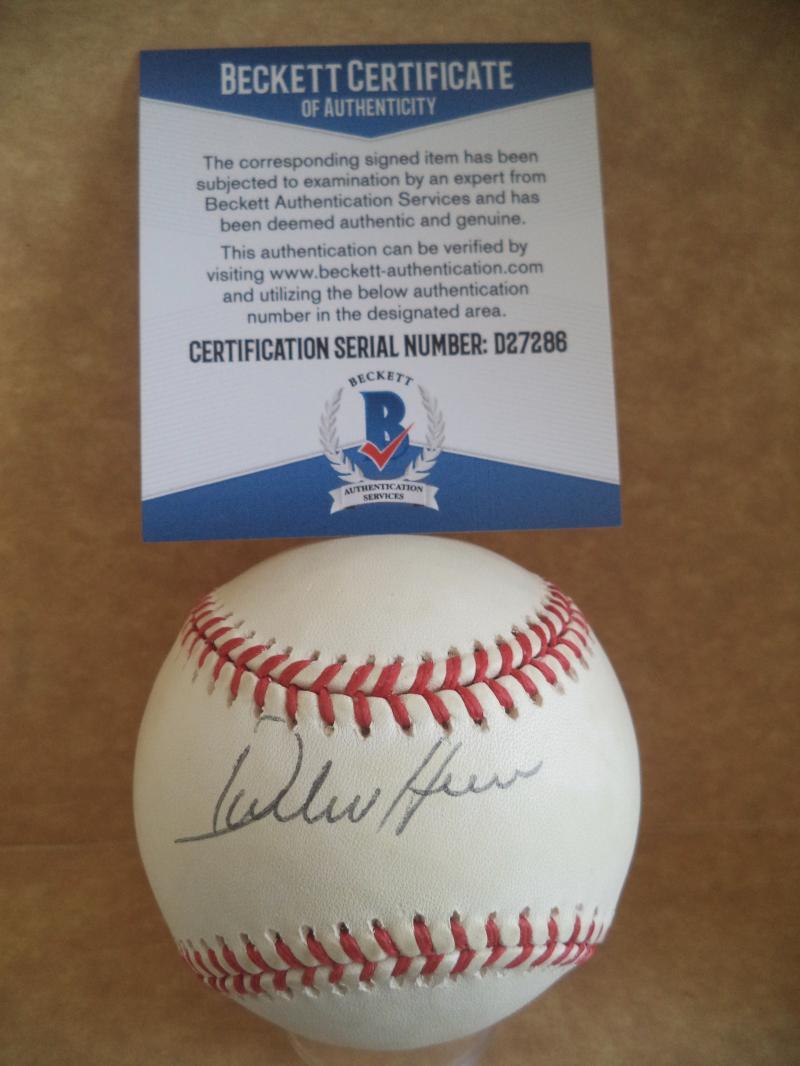 BECKETT CERTIFICATE
OF AUTHENTICITY
The corresponding signed item has been
subjected to examination by an expert from
Beckett Authentication Services and has
been deemed authentic and genuine.
This authentication can be verified by
visiting www.beckett-authentication.com
and utilizing the below authentication
number in the designated area.
CERTIFICATION SERIAL NUMBER: D27286
BECKETT
B
AUTHENTICATION
SERVICES